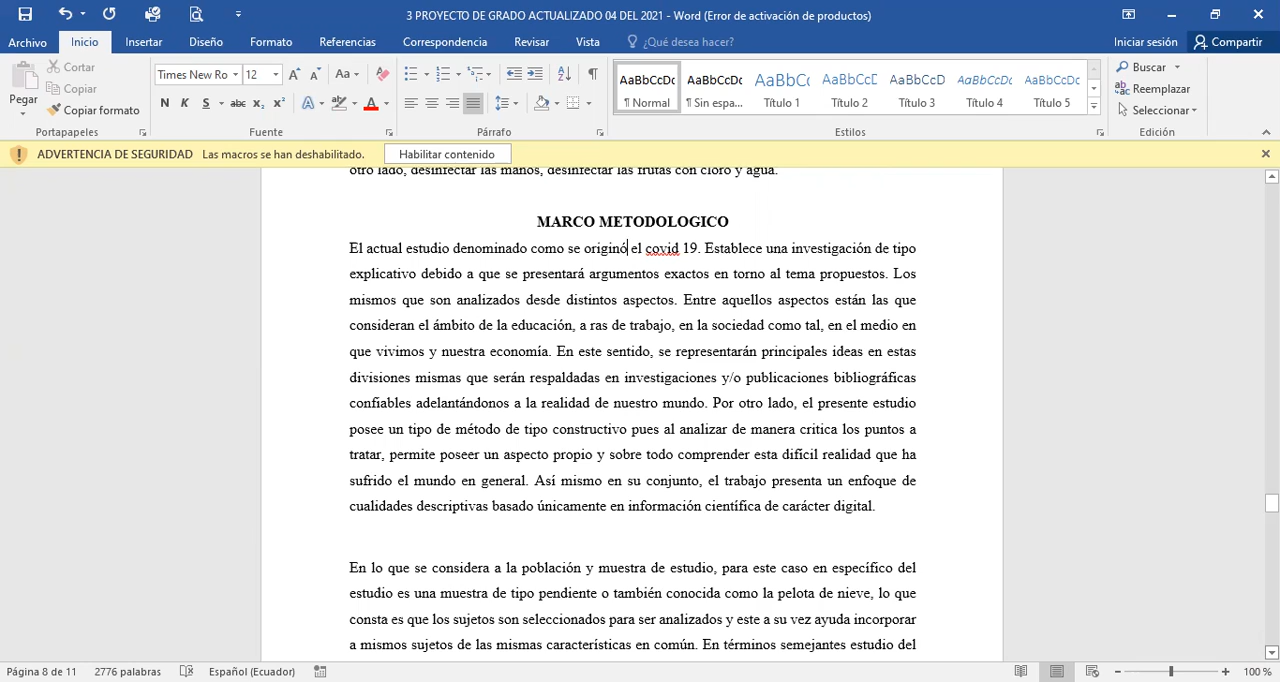 3 PROYECTO DE GRADO ACTUALIZADO 04 DEL 2021 - Word (Error de activación de productos)
Archivo Inicio Insertar Diseño Formato Referencias Correspondencia Revisar Vista ¿Qué desea hacer? Iniciar sesión Compartir
Pegar
Cortar
Copiar
Copiar formato
Portapapeles
Times New Ro 12
N K S abc x₂ x²
Fuente
Párrafo
AaBbCcDc AaBbCcDc AaBbCc AaBbCcD AaBbCcD AaBbCcDc AaBbCcDc
¶ Normal ¶ Sin espa... Título 1 Título 2 Título 3 Título 4 Título 5
Estilos
Buscar
Reemplazar
Seleccionar
Edición
ADVERTENCIA DE SEGURIDAD Las macros se han deshabilitado. Habilitar contenido
otro lado, desinfectar las manos, desinfectar las frutas con cloro y agua.
MARCO METODOLOGICO
El actual estudio denominado como se originó el covid 19. Establece una investigación de tipo
explicativo debido a que se presentará argumentos exactos en torno al tema propuestos. Los
mismos que son analizados desde distintos aspectos. Entre aquellos aspectos están las que
consideran el ámbito de la educación, a ras de trabajo, en la sociedad como tal, en el medio en
que vivimos y nuestra economía. En este sentido, se representarán principales ideas en estas
divisiones mismas que serán respaldadas en investigaciones y/o publicaciones bibliográficas
confiables adelantándonos a la realidad de nuestro mundo. Por otro lado, el presente estudio
posee un tipo de método de tipo constructivo pues al analizar de manera critica los puntos a
tratar, permite poseer un aspecto propio y sobre todo comprender esta difícil realidad que ha
sufrido el mundo en general. Así mismo en su conjunto, el trabajo presenta un enfoque de
cualidades descriptivas basado únicamente en información científica de carácter digital.
En lo que se considera a la población y muestra de estudio, para este caso en específico del
estudio es una muestra de tipo pendiente o también conocida como la pelota de nieve, lo que
consta es que los sujetos son seleccionados para ser analizados y este a su vez ayuda incorporar
a mismos sujetos de las mismas características en común. En términos semejantes estudio del
Página 8 de 11 2776 palabras Español (Ecuador) 100 %